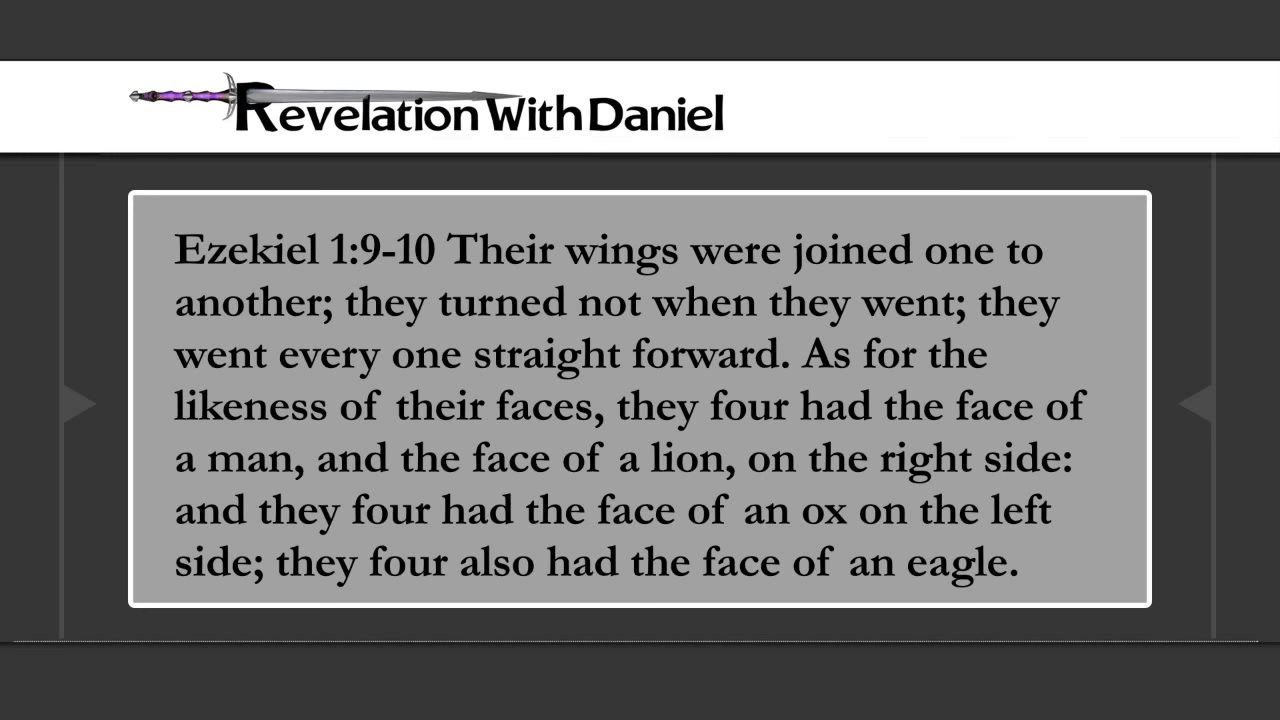 Revelation With Daniel
Ezekiel 1:9-10 Their wings were joined one to
another; they turned not when they went; they
went every one straight forward. As for the
likeness of their faces, they four had the face of
a man, and the face of a lion, on the right side:
and they four had the face of an ox on the left
side; they four also had the face of an eagle.